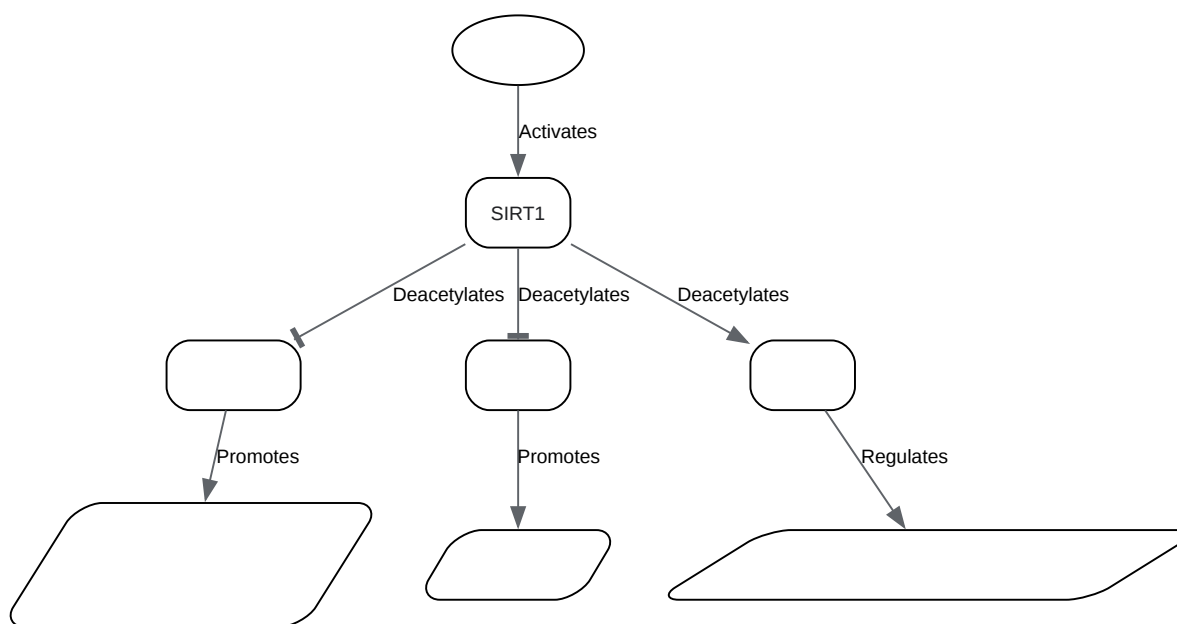 Activates
SIRT1
Deacetylates
Deacetylates
Deacetylates
Promotes
Promotes
Regulates